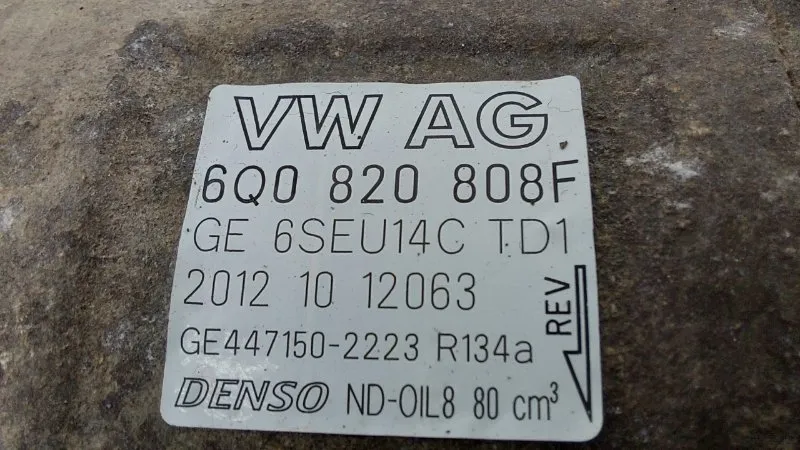 VW AG
6Q0 820 808F
GE 6SEU14C TD1
2012 10 12063
REV
GE447150-2223 R134a
DENSO ND-OIL8 80 cm³